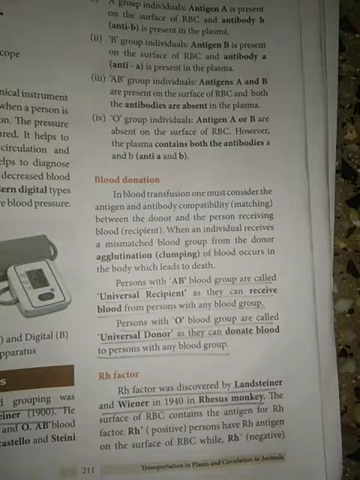 A' group individuals: Antigen A is present
on the surface of RBC and antibody b
(anti-b) is present in the plasma.
(ii) 'B' group individuals: Antigen B is present
on the surface of RBC and antibody a
(anti - a) is present in the plasma.
(iii) 'AB' group individuals: Antigens A and B
are present on the surface of RBC and both
the antibodies are absent in the plasma.
(iv) 'O' group individuals: Antigen A or B are
absent on the surface of RBC. However,
the plasma contains both the antibodies a
and b (anti a and b).
Blood donation
In blood transfusion one must consider the
antigen and antibody compatibility (matching)
between the donor and the person receiving
blood (recipient). When an individual receives
a mismatched blood group from the donor
agglutination (clumping) of blood occurs in
the body which leads to death.
Persons with 'AB' blood group are called
'Universal Recipient' as they can receive
blood from persons with any blood group.
Persons with 'O' blood group are called
'Universal Donor' as they can donate blood
to persons with any blood group.
Rh factor
Rh factor was discovered by Landsteiner
and Wiener in 1940 in Rhesus monkey. The
surface of RBC contains the antigen for Rh
factor. Rh+ (positive) persons have Rh antigen
on the surface of RBC while, Rh- (negative)
211
Transportation in Plants and Circulation in Animals
cope
nical instrument
when a person is
on. The pressure
ured. It helps to
circulation and
elps to diagnose
decreased blood
ern digital types
e blood pressure.
) and Digital (B)
pparatus
s
d grouping was
einer (1900). He
and O. AB blood
castello and Steini